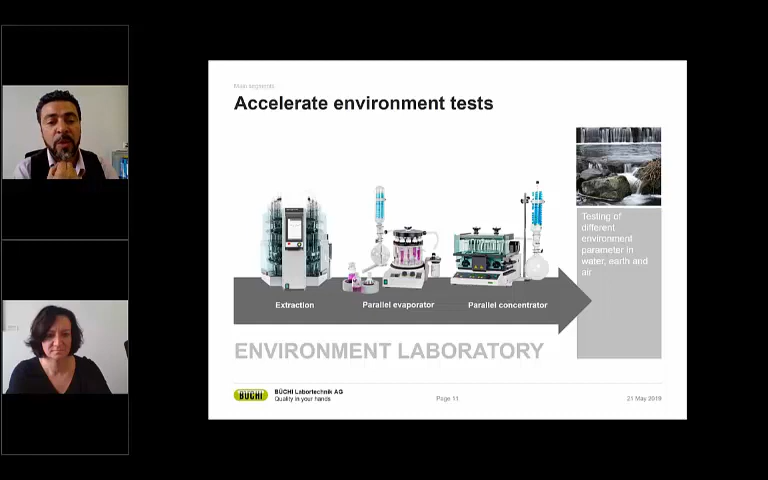 Main segments
Accelerate environment tests
Testing of
different
environment
parameter in
water, earth and
air
Extraction
Parallel evaporator
Parallel concentrator
ENVIRONMENT LABORATORY
BÜCHI
BÜCHI Labortechnik AG
Quality in your hands
Page 11
21 May 2019